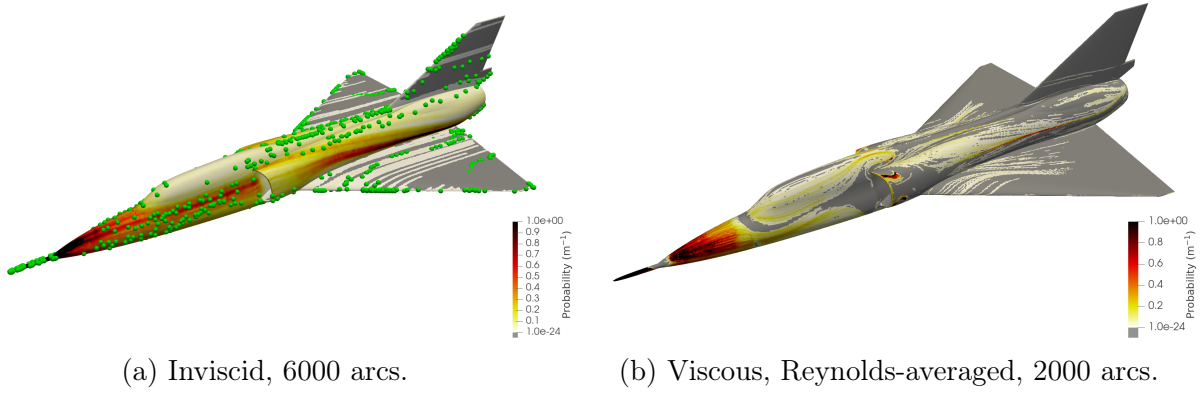 1.0e+00
0.9
0.8
0.7
0.6
0.5
0.4
0.3
0.2
0.1
1.0e-24
Probability (m⁻¹)
1.0e+00
0.8
0.6
0.4
0.2
1.0e-24
Probability (m⁻¹)
(a) Inviscid, 6000 arcs.
(b) Viscous, Reynolds-averaged, 2000 arcs.